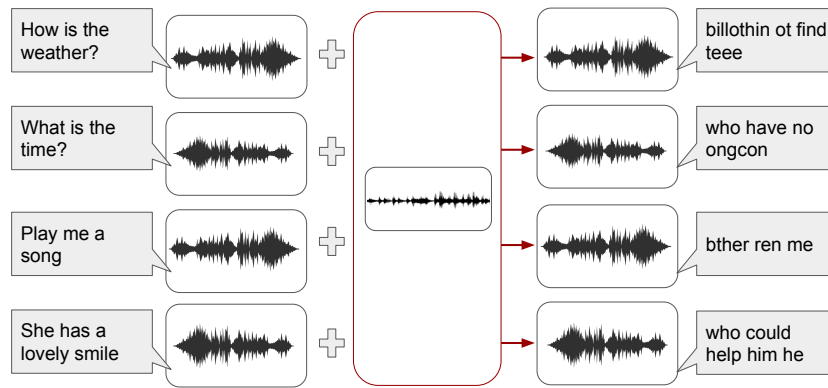 How is the
weather?
billothin ot find
teee
What is the
time?
who have no
ongcon
Play me a
song
bther ren me
She has a
lovely smile
who could
help him he